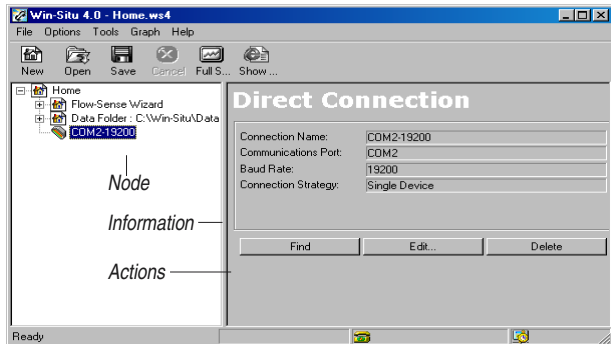 Win-Situ 4.0 - Home.ws4
File Options Tools Graph Help
New Open Save Cancel Full S... Show ...
Home
Flow-Sense Wizard
Data Folder : C:\Win-Situ\Data
COM2-19200
Node
Information
Actions
Direct Connection
Connection Name: COM2-19200
Communications Port: COM2
Baud Rate: 19200
Connection Strategy: Single Device
Find Edit... Delete
Ready